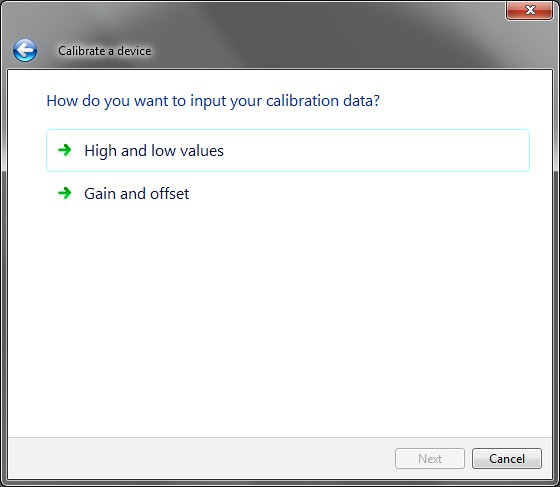 Calibrate a device
How do you want to input your calibration data?
High and low values
Gain and offset
Next
Cancel